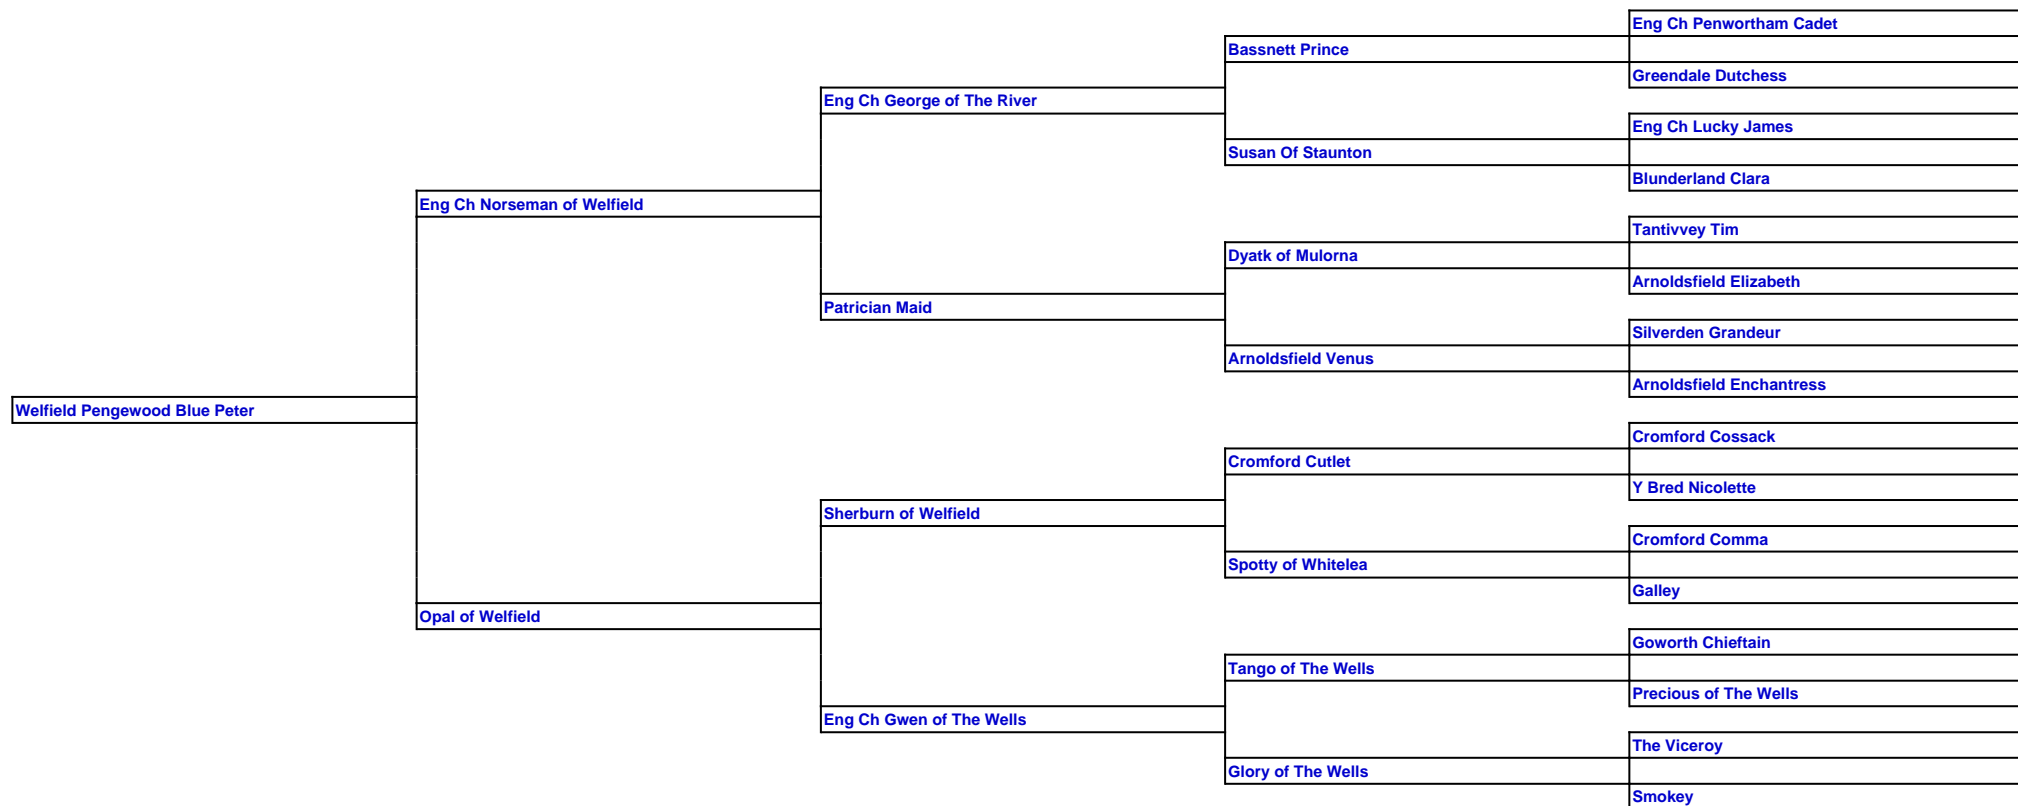 Eng Ch Penwortham Cadet
Bassnett Prince
Greendale Dutchess
Eng Ch George of The River
Eng Ch Lucky James
Susan Of Staunton
Blunderland Clara
Eng Ch Norseman of Welfield
Tantivvey Tim
Dyatk of Mulorna
Arnoldsfield Elizabeth
Patrician Maid
Silverden Grandeur
Arnoldsfield Venus
Arnoldsfield Enchantress
Welfield Pengewood Blue Peter
Cromford Cossack
Cromford Cutlet
Y Bred Nicolette
Sherburn of Welfield
Cromford Comma
Spotty of Whitelea
Galley
Opal of Welfield
Goworth Chieftain
Tango of The Wells
Precious of The Wells
Eng Ch Gwen of The Wells
The Viceroy
Glory of The Wells
Smokey